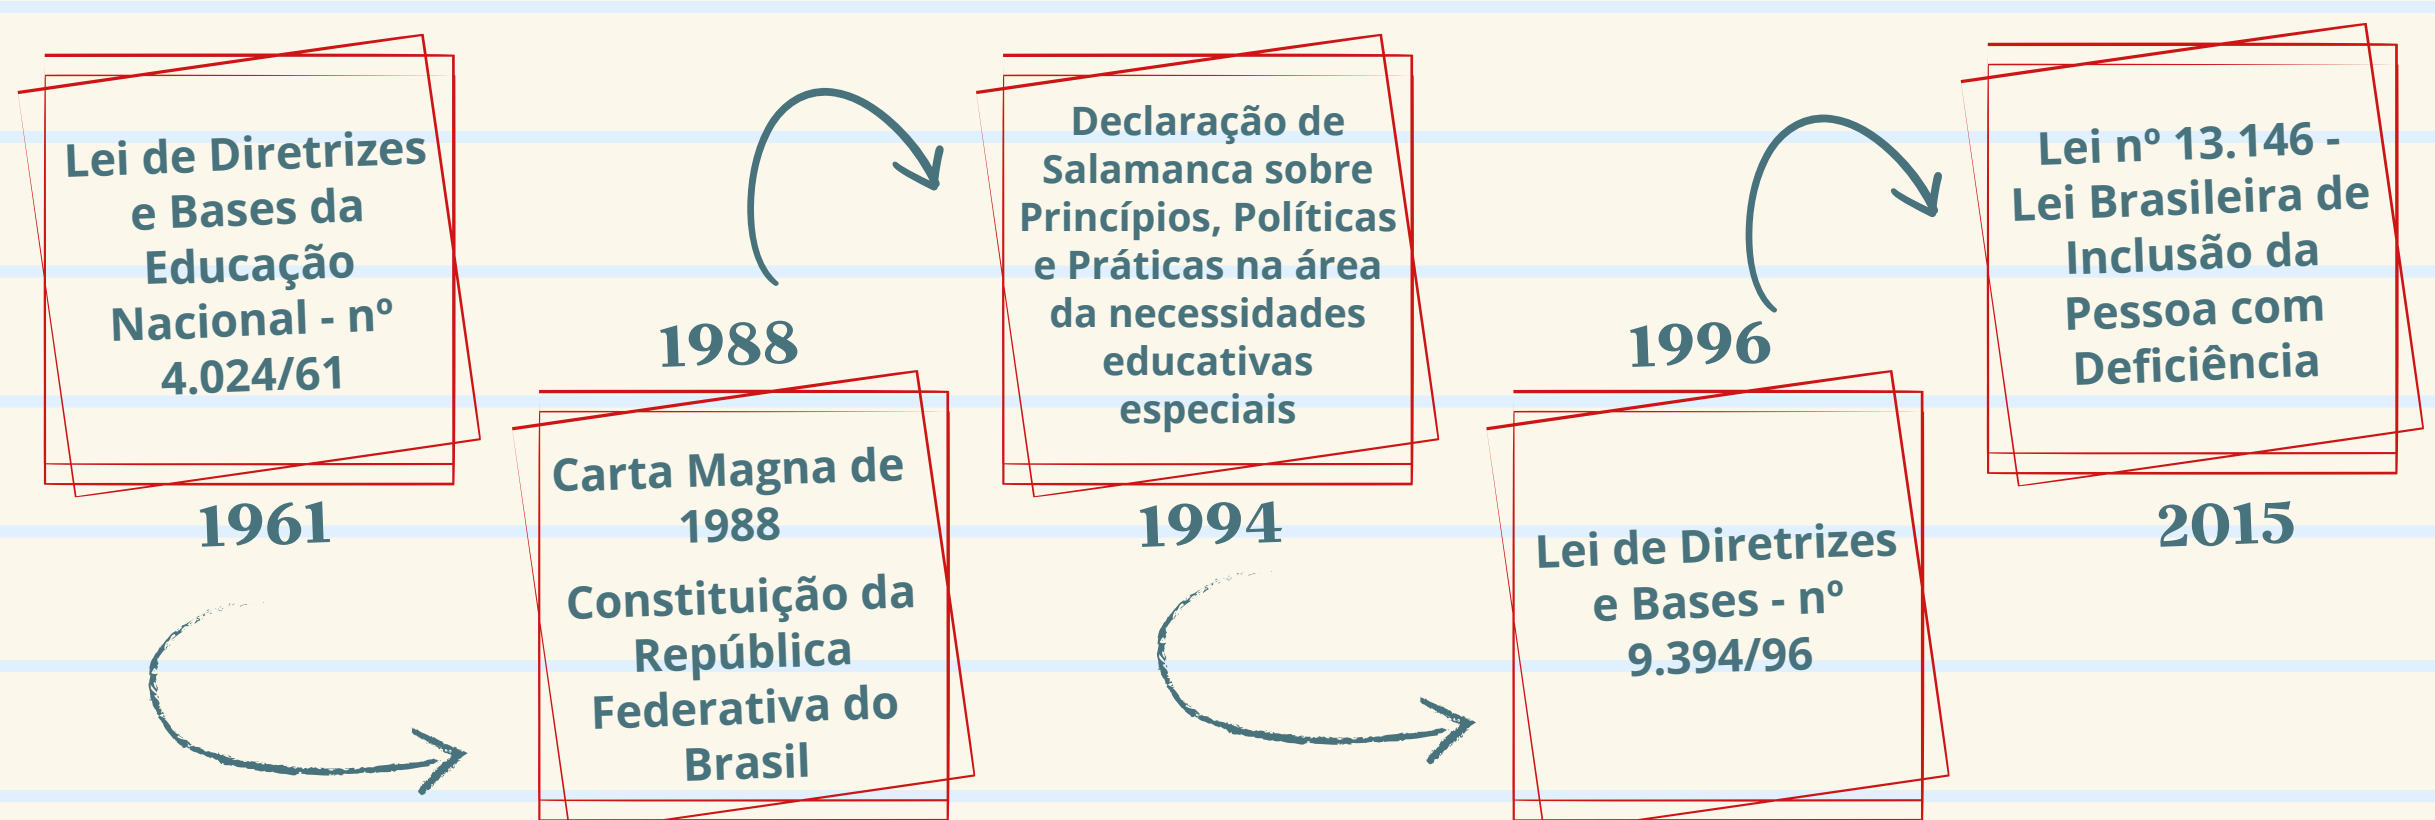 Lei de Diretrizes
e Bases da
Educação
Nacional - nº
4.024/61
1961
1988
Carta Magna de
1988
Constituição da
República
Federativa do
Brasil
Declaração de
Salamanca sobre
Princípios, Políticas
e Práticas na área
da necessidades
educativas
especiais
1994
1996
Lei de Diretrizes
e Bases - nº
9.394/96
Lei nº 13.146 -
Lei Brasileira de
Inclusão da
Pessoa com
Deficiência
2015